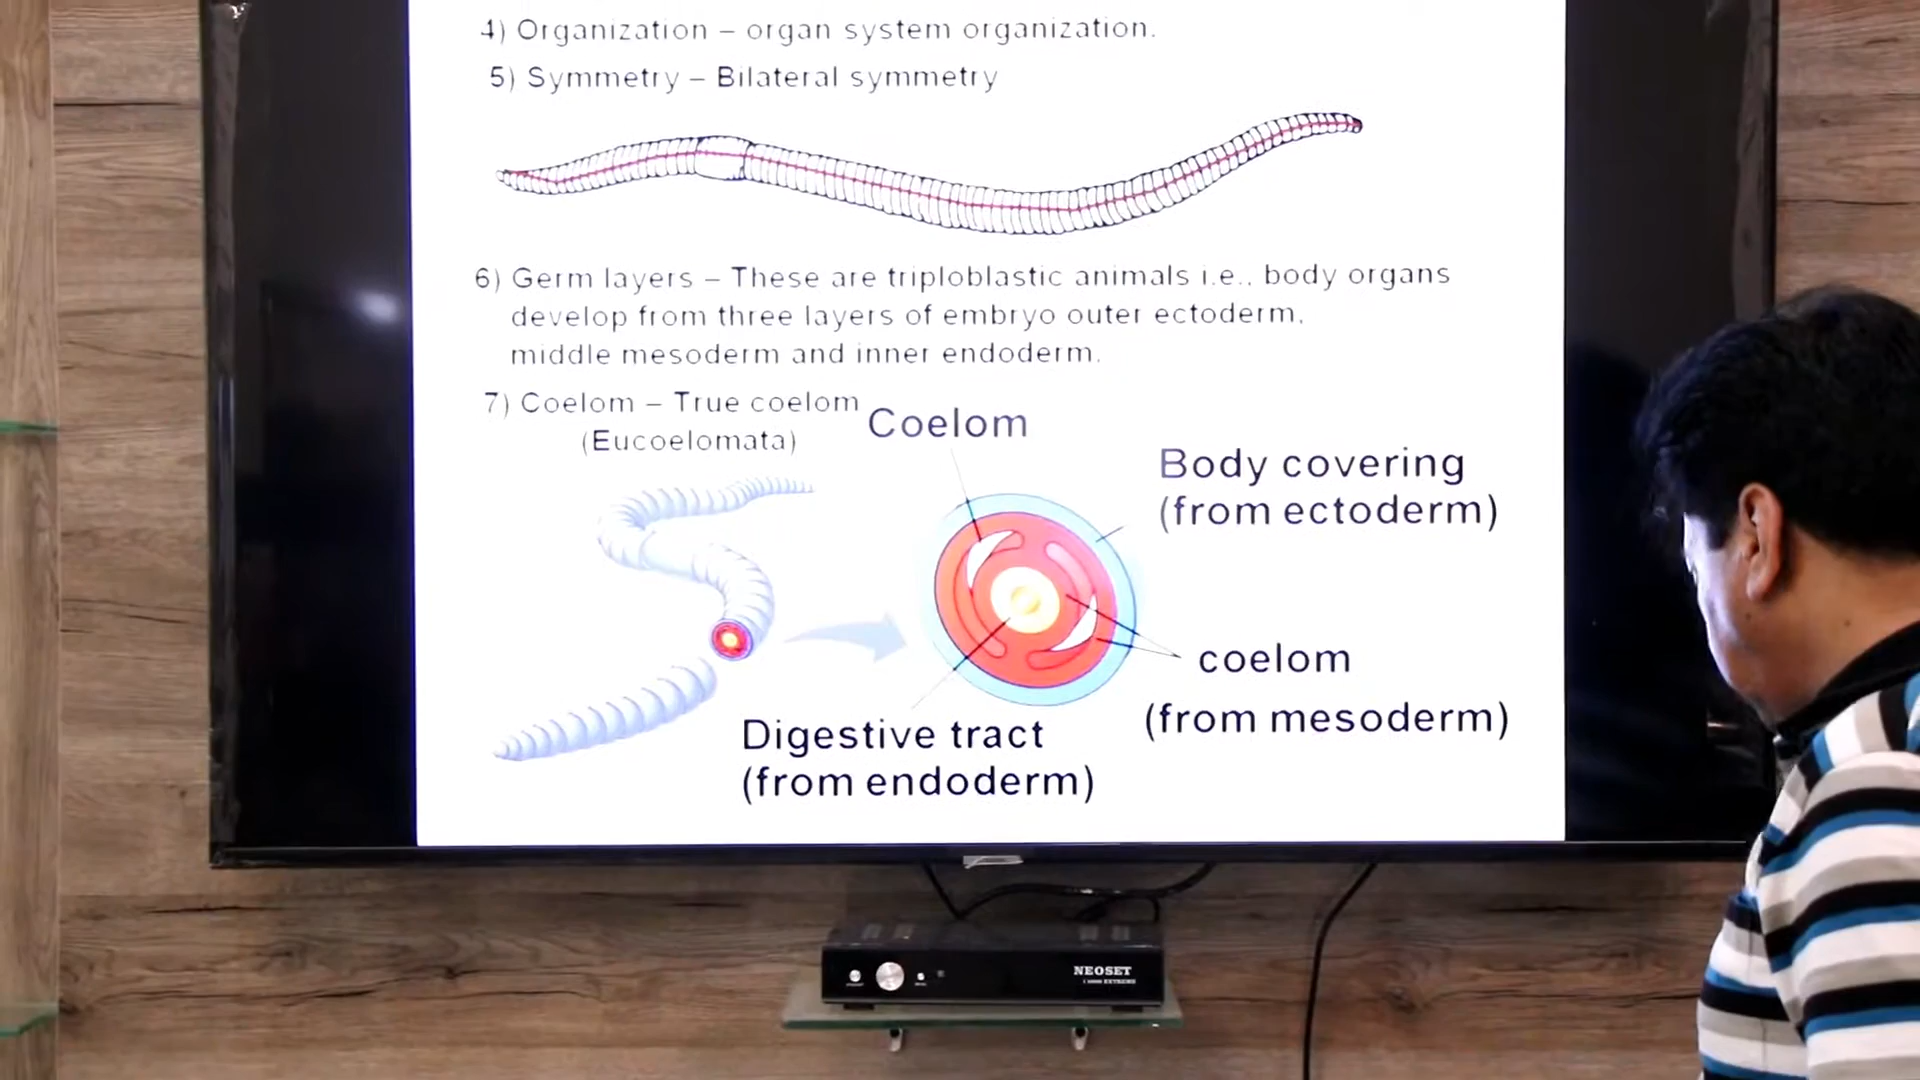 4) Organization – organ system organization.
5) Symmetry – Bilateral symmetry
6) Germ layers – These are triploblastic animals i.e., body organs
develop from three layers of embryo outer ectoderm,
middle mesoderm and inner endoderm.
7) Coelom – True coelom
(Eucoelomata)
Coelom
Body covering
(from ectoderm)
coelom
(from mesoderm)
Digestive tract
(from endoderm)
NEOSET